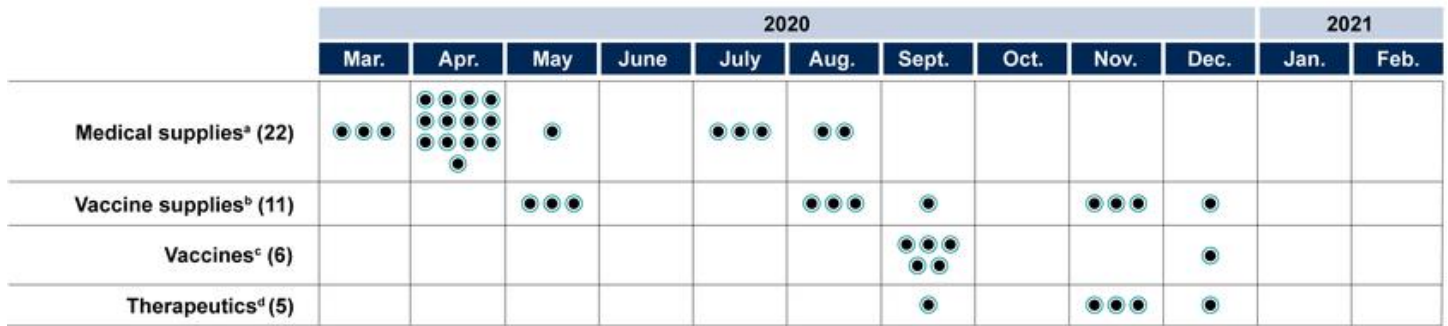 2020 2021
Mar. Apr. May June July Aug. Sept. Oct. Nov. Dec. Jan. Feb.
Medical suppliesᵃ (22)
Vaccine suppliesᵇ (11)
Vaccinesᶜ (6)
Therapeuticsᵈ (5)